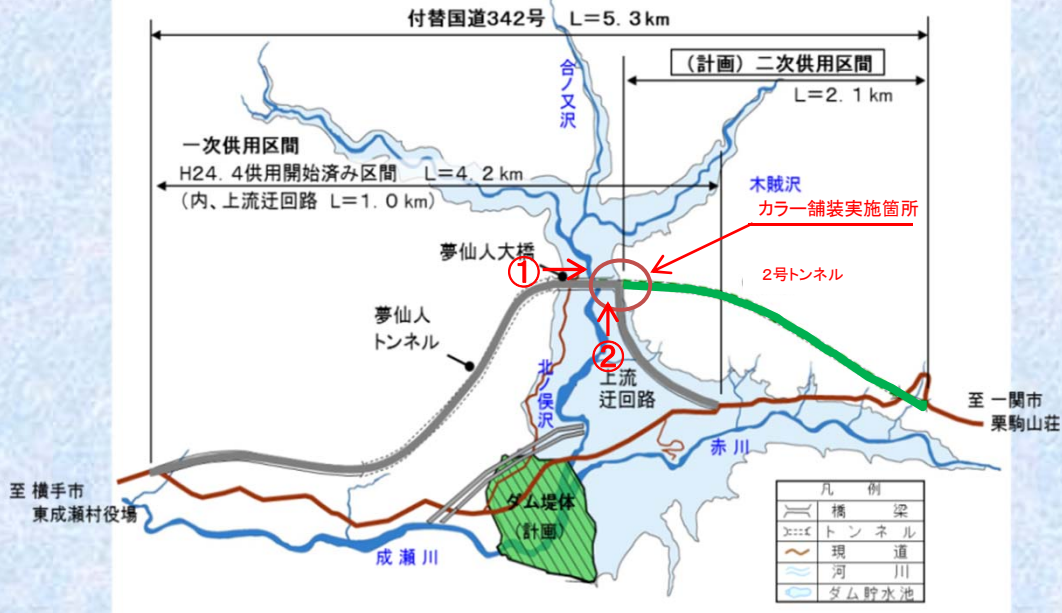 付替国道342号　L＝5.3km
（計画）二次供用区間
L＝2.1km
合ノ又沢
一次供用区間
H24.4供用開始済み区間　L＝4.2km
（内、上流迂回路 L＝1.0km）
木賊沢
カラー舗装実施箇所
夢仙人大橋
①
2号トンネル
夢仙人
トンネル
②
上流
迂回路
北ノ俣沢
至 一関市
栗駒山荘
赤川
至 横手市
東成瀬村役場
ダム堤体
（計画）
成瀬川
凡　例
橋　梁
トンネル
現　道
河　川
ダム貯水池